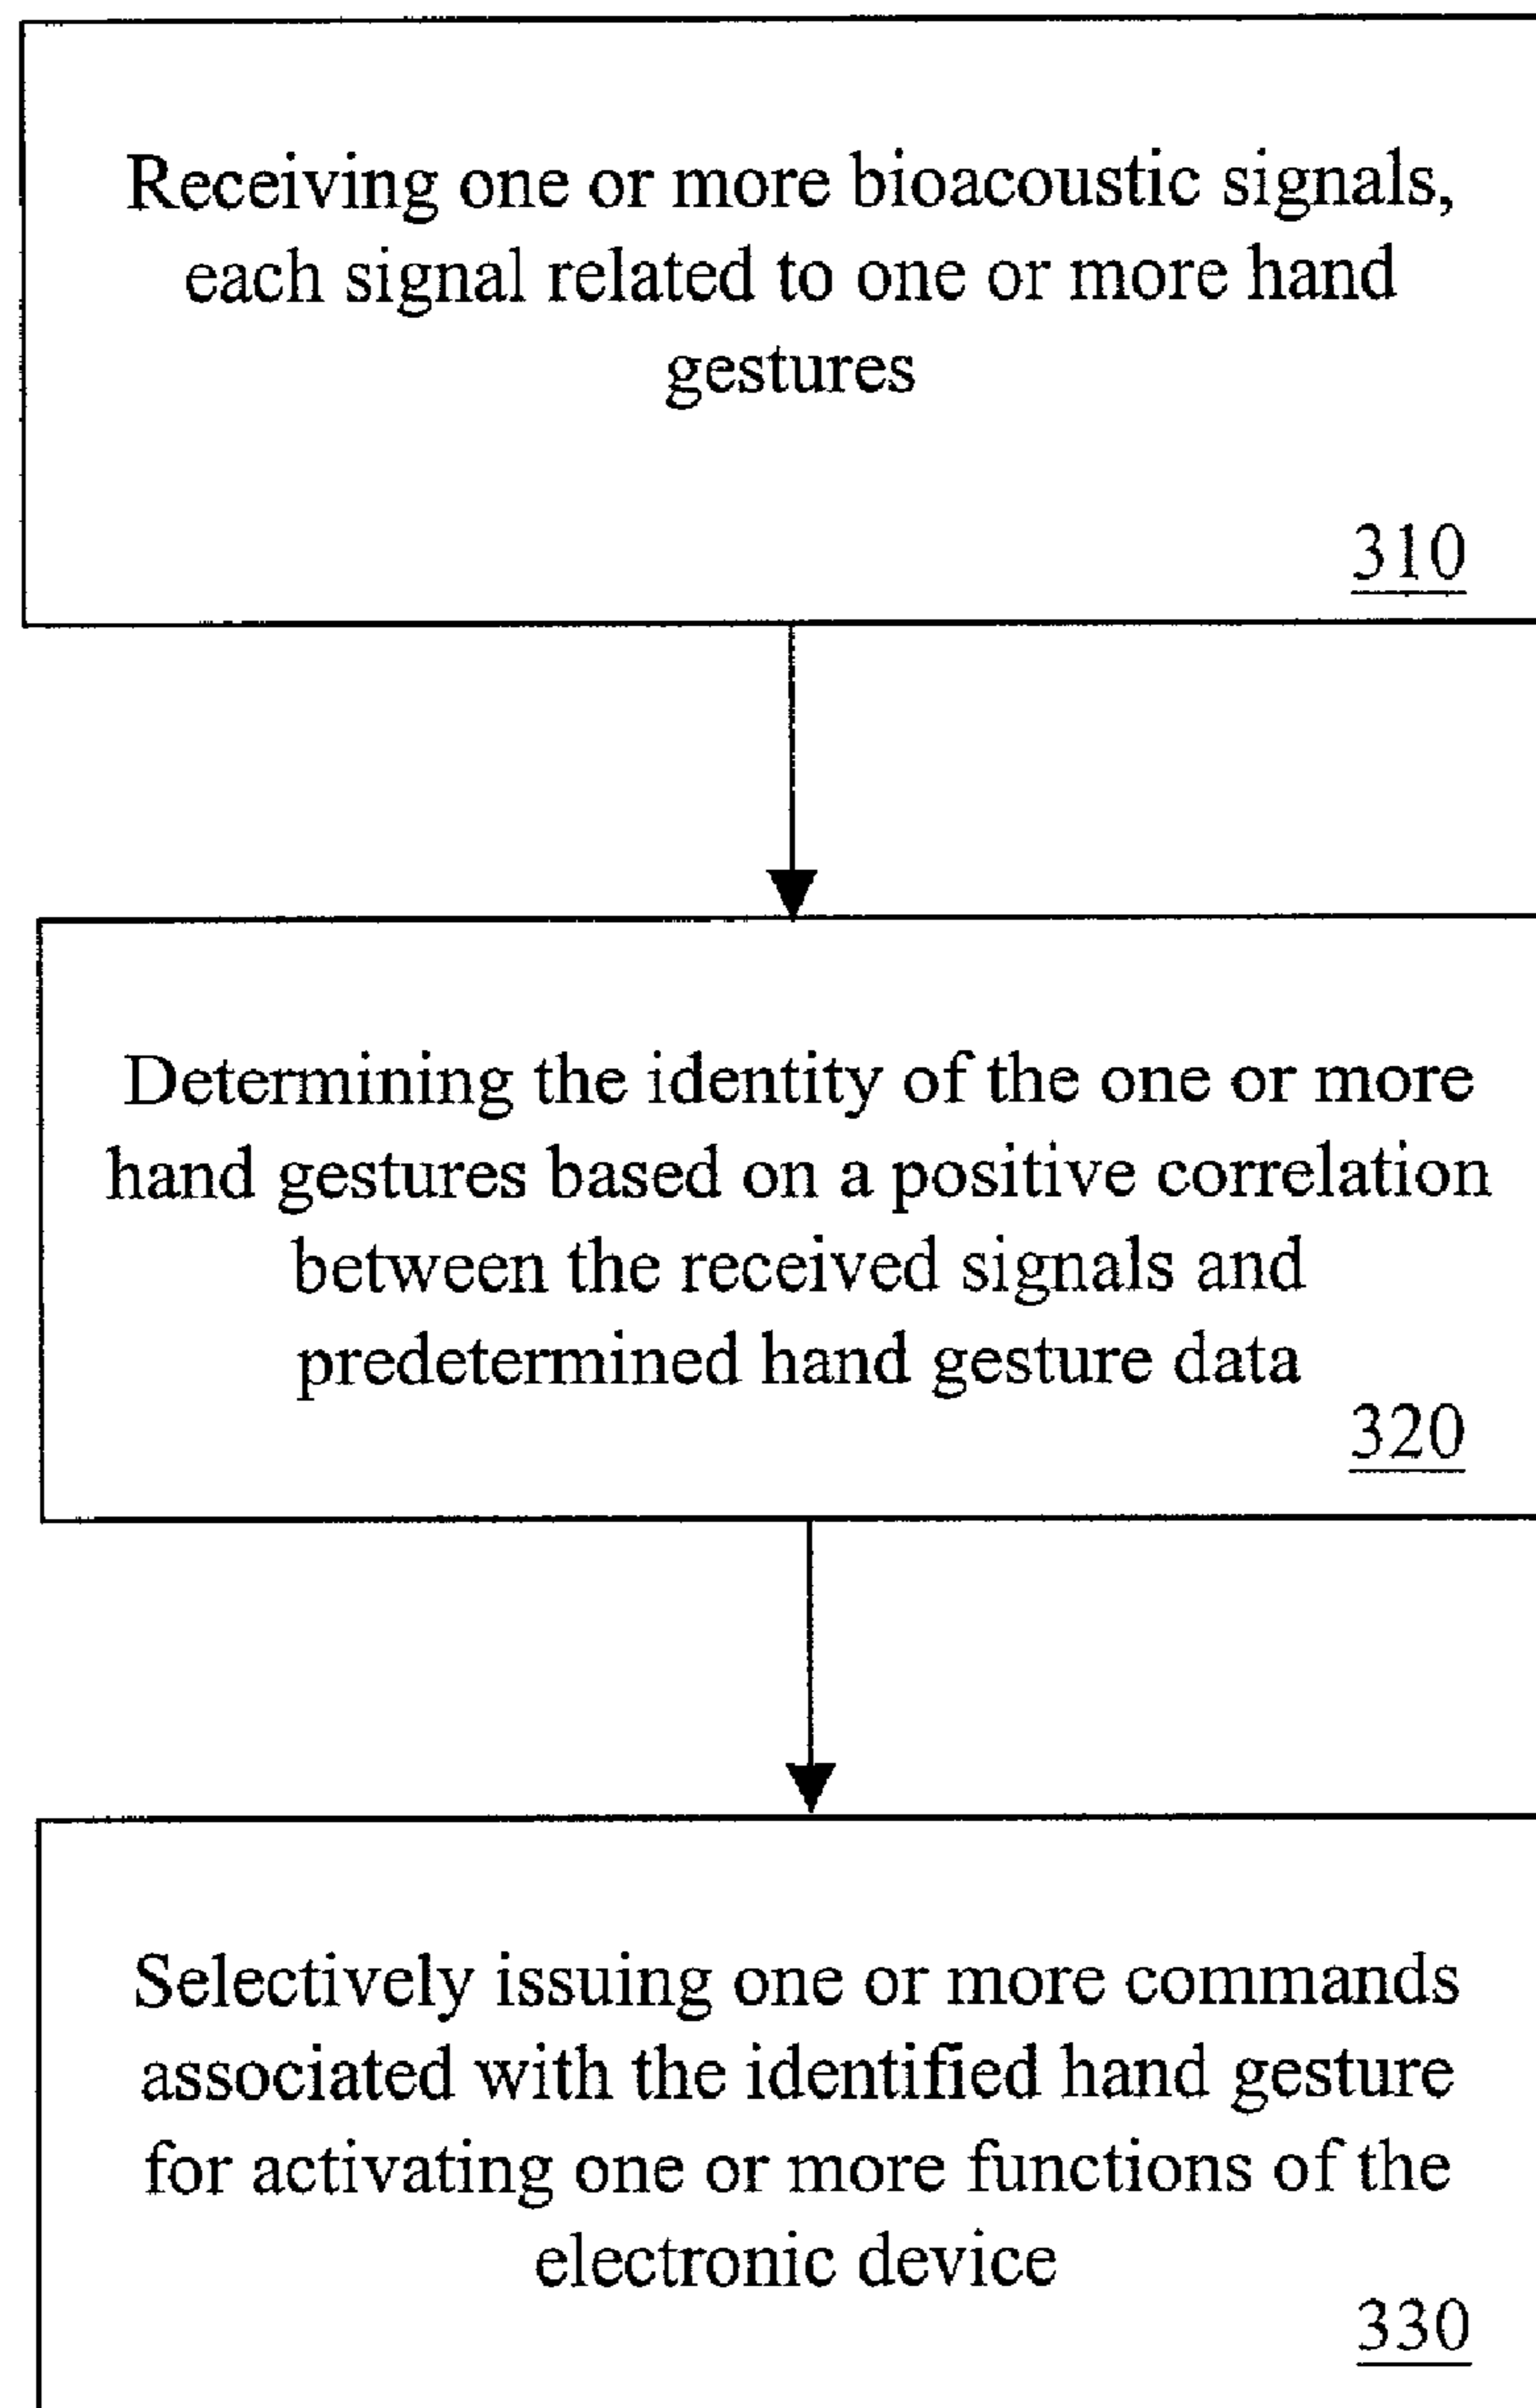 Receiving one or more bioacoustic signals,
each signal related to one or more hand
gestures
310
Determining the identity of the one or more
hand gestures based on a positive correlation
between the received signals and
predetermined hand gesture data
320
Selectively issuing one or more commands
associated with the identified hand gesture
for activating one or more functions of the
electronic device
330